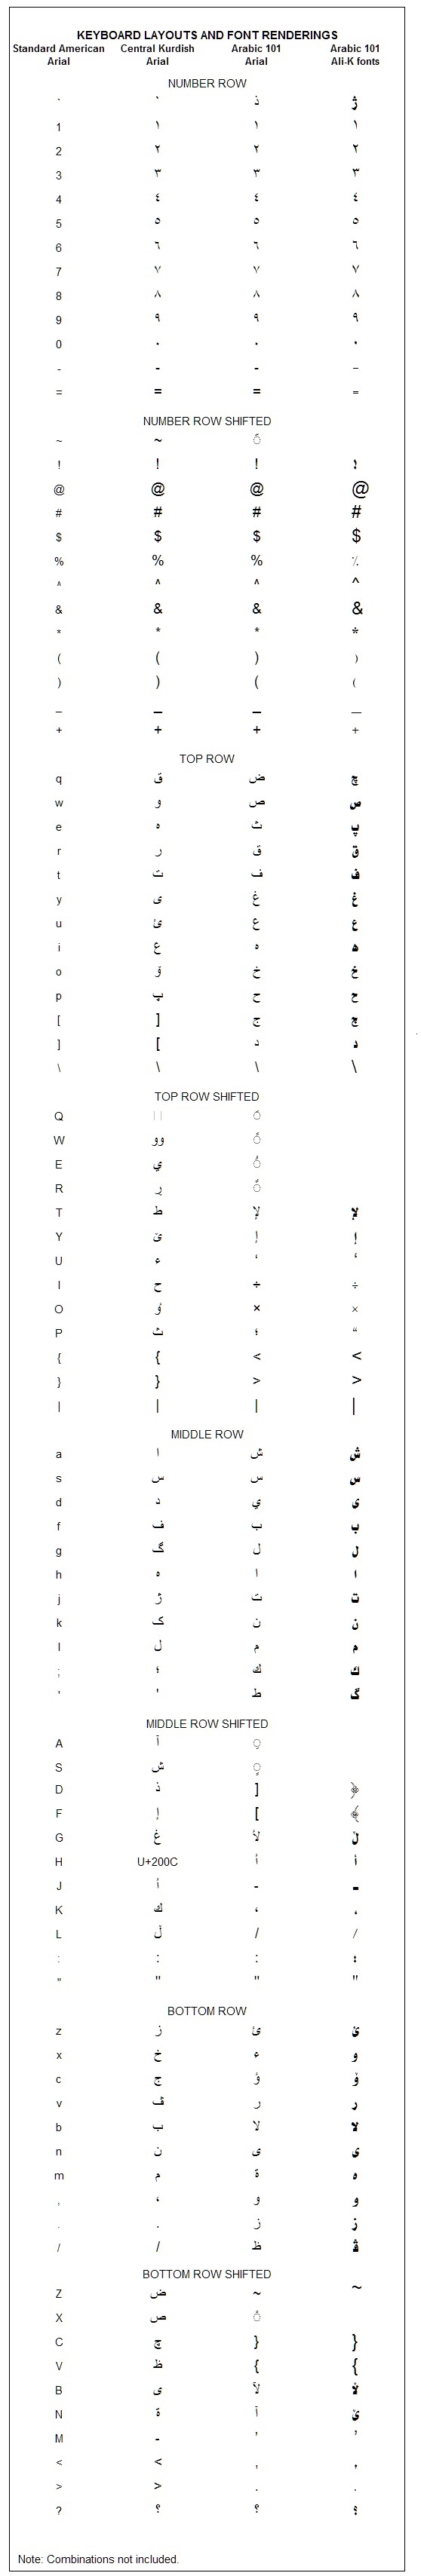 KEYBOARD LAYOUTS AND FONT RENDERINGS
Standard American Central Kurdish Arabic 101 Arabic 101
Arial Arial Arial Ali-K fonts
NUMBER ROW
` ` ذ ژ
1 ١ ١ ١
2 ٢ ٢ ٢
3 ٣ ٣ ٣
4 ٤ ٤ ٤
5 ٥ ٥ ٥
6 ٦ ٦ ٦
7 ٧ ٧ ٧
8 ٨ ٨ ٨
9 ٩ ٩ ٩
0 ٠ ٠ ٠
- - - –
= = = =
NUMBER ROW SHIFTED
~ ~ ّ
! ! ! !
@ @ @ @
# # # #
$ $ $ $
% % % ٪
^ ^ ^ ^
& & & &
* * * *
( ( ) )
) ) ( (
_ _ _ _
+ + + +
TOP ROW
q ق ض چ
w و ص ص
e ه ث پ
r ر ق ق
t ت ف ف
y ی غ غ
u ئ ع ع
i ع ه ھ
o ۆ خ خ
p پ ح ح
[ ] ج ج
] [ د د
\ \ \ \
TOP ROW SHIFTED
Q َ
W وو ً
E ي ُ
R ڕ ٌ
T ط لإ لإ
Y ێ إ إ
U ء ‘ ‘
I ح ÷ ÷
O ؤ × ×
P ث ؛ “
{ { < <
} } > >
| | | |
MIDDLE ROW
a ا ش ش
s س س س
d د ي ی
f ف ب ب
g گ ل ل
h ه ا ا
j ژ ت ت
k ک ن ن
l ل م م
; ؛ ك ك
' ' ط گ
MIDDLE ROW SHIFTED
A آ ِ
S ش ٍ
D ذ ] ﴿
F إ [ ﴾
G غ لأ ڵ
H U+200C أ أ
J أ - -
K ك ، ،
L ڵ / /
: : : :
" " " "
BOTTOM ROW
z ز ئ ئ
x خ ء و
c ج ؤ ۆ
v ڤ ر ر
b ب لا لا
n ن ى ى
m م ة ه
, ، و و
. . ز ز
/ / ظ ڤ
BOTTOM ROW SHIFTED
Z ض ~ ~
X ص ْ
C چ } }
V ظ { {
B ى لآ
N ة آ ئ
M - ’ ’
< < , ,
> > . .
? ؟ ؟ ؟
Note: Combinations not included.